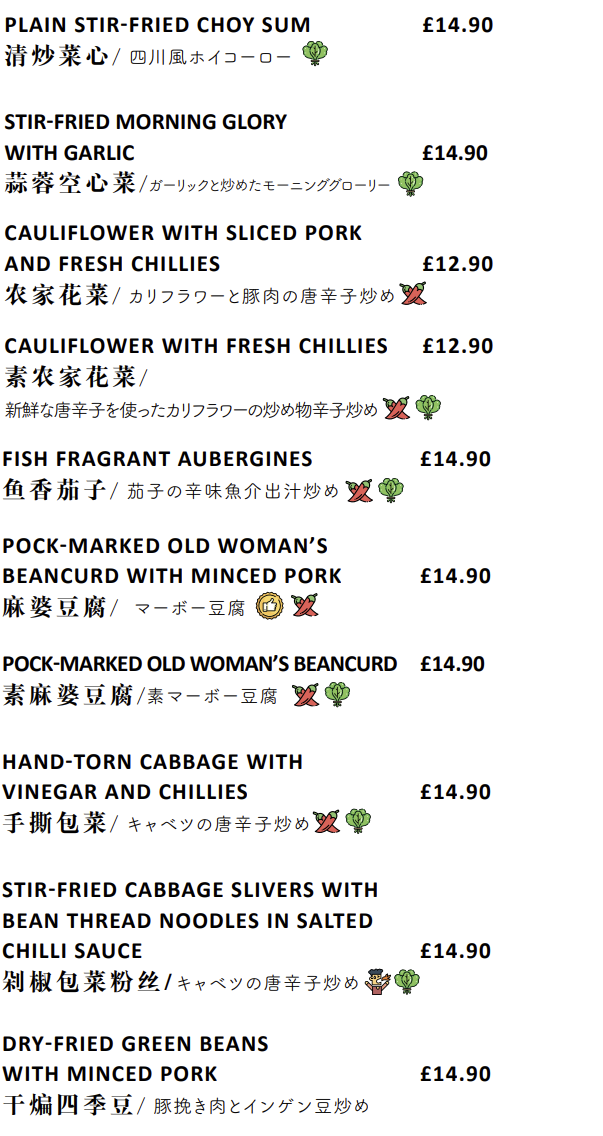 PLAIN STIR-FRIED CHOY SUM £14.90
清炒菜心/ 四川風ホイコーロー
STIR-FRIED MORNING GLORY
WITH GARLIC £14.90
蒜蓉空心菜/ガーリックと炒めたモーニンググローリー
CAULIFLOWER WITH SLICED PORK
AND FRESH CHILLIES £12.90
农家花菜/ カリフラワーと豚肉の唐辛子炒め
CAULIFLOWER WITH FRESH CHILLIES £12.90
素农家花菜/
新鮮な唐辛子を使ったカリフラワーの炒め物辛子炒め
FISH FRAGRANT AUBERGINES £14.90
鱼香茄子/ 茄子の辛味魚介出汁炒め
POCK-MARKED OLD WOMAN’S
BEANCURD WITH MINCED PORK £14.90
麻婆豆腐/ マーボー豆腐
POCK-MARKED OLD WOMAN’S BEANCURD £14.90
素麻婆豆腐/素マーボー豆腐
HAND-TORN CABBAGE WITH
VINEGAR AND CHILLIES £14.90
手撕包菜/ キャベツの唐辛子炒め
STIR-FRIED CABBAGE SLIVERS WITH
BEAN THREAD NOODLES IN SALTED
CHILLI SAUCE £14.90
剁椒包菜粉丝/キャベツの唐辛子炒め
DRY-FRIED GREEN BEANS
WITH MINCED PORK £14.90
干煸四季豆/ 豚挽き肉とインゲン豆炒め